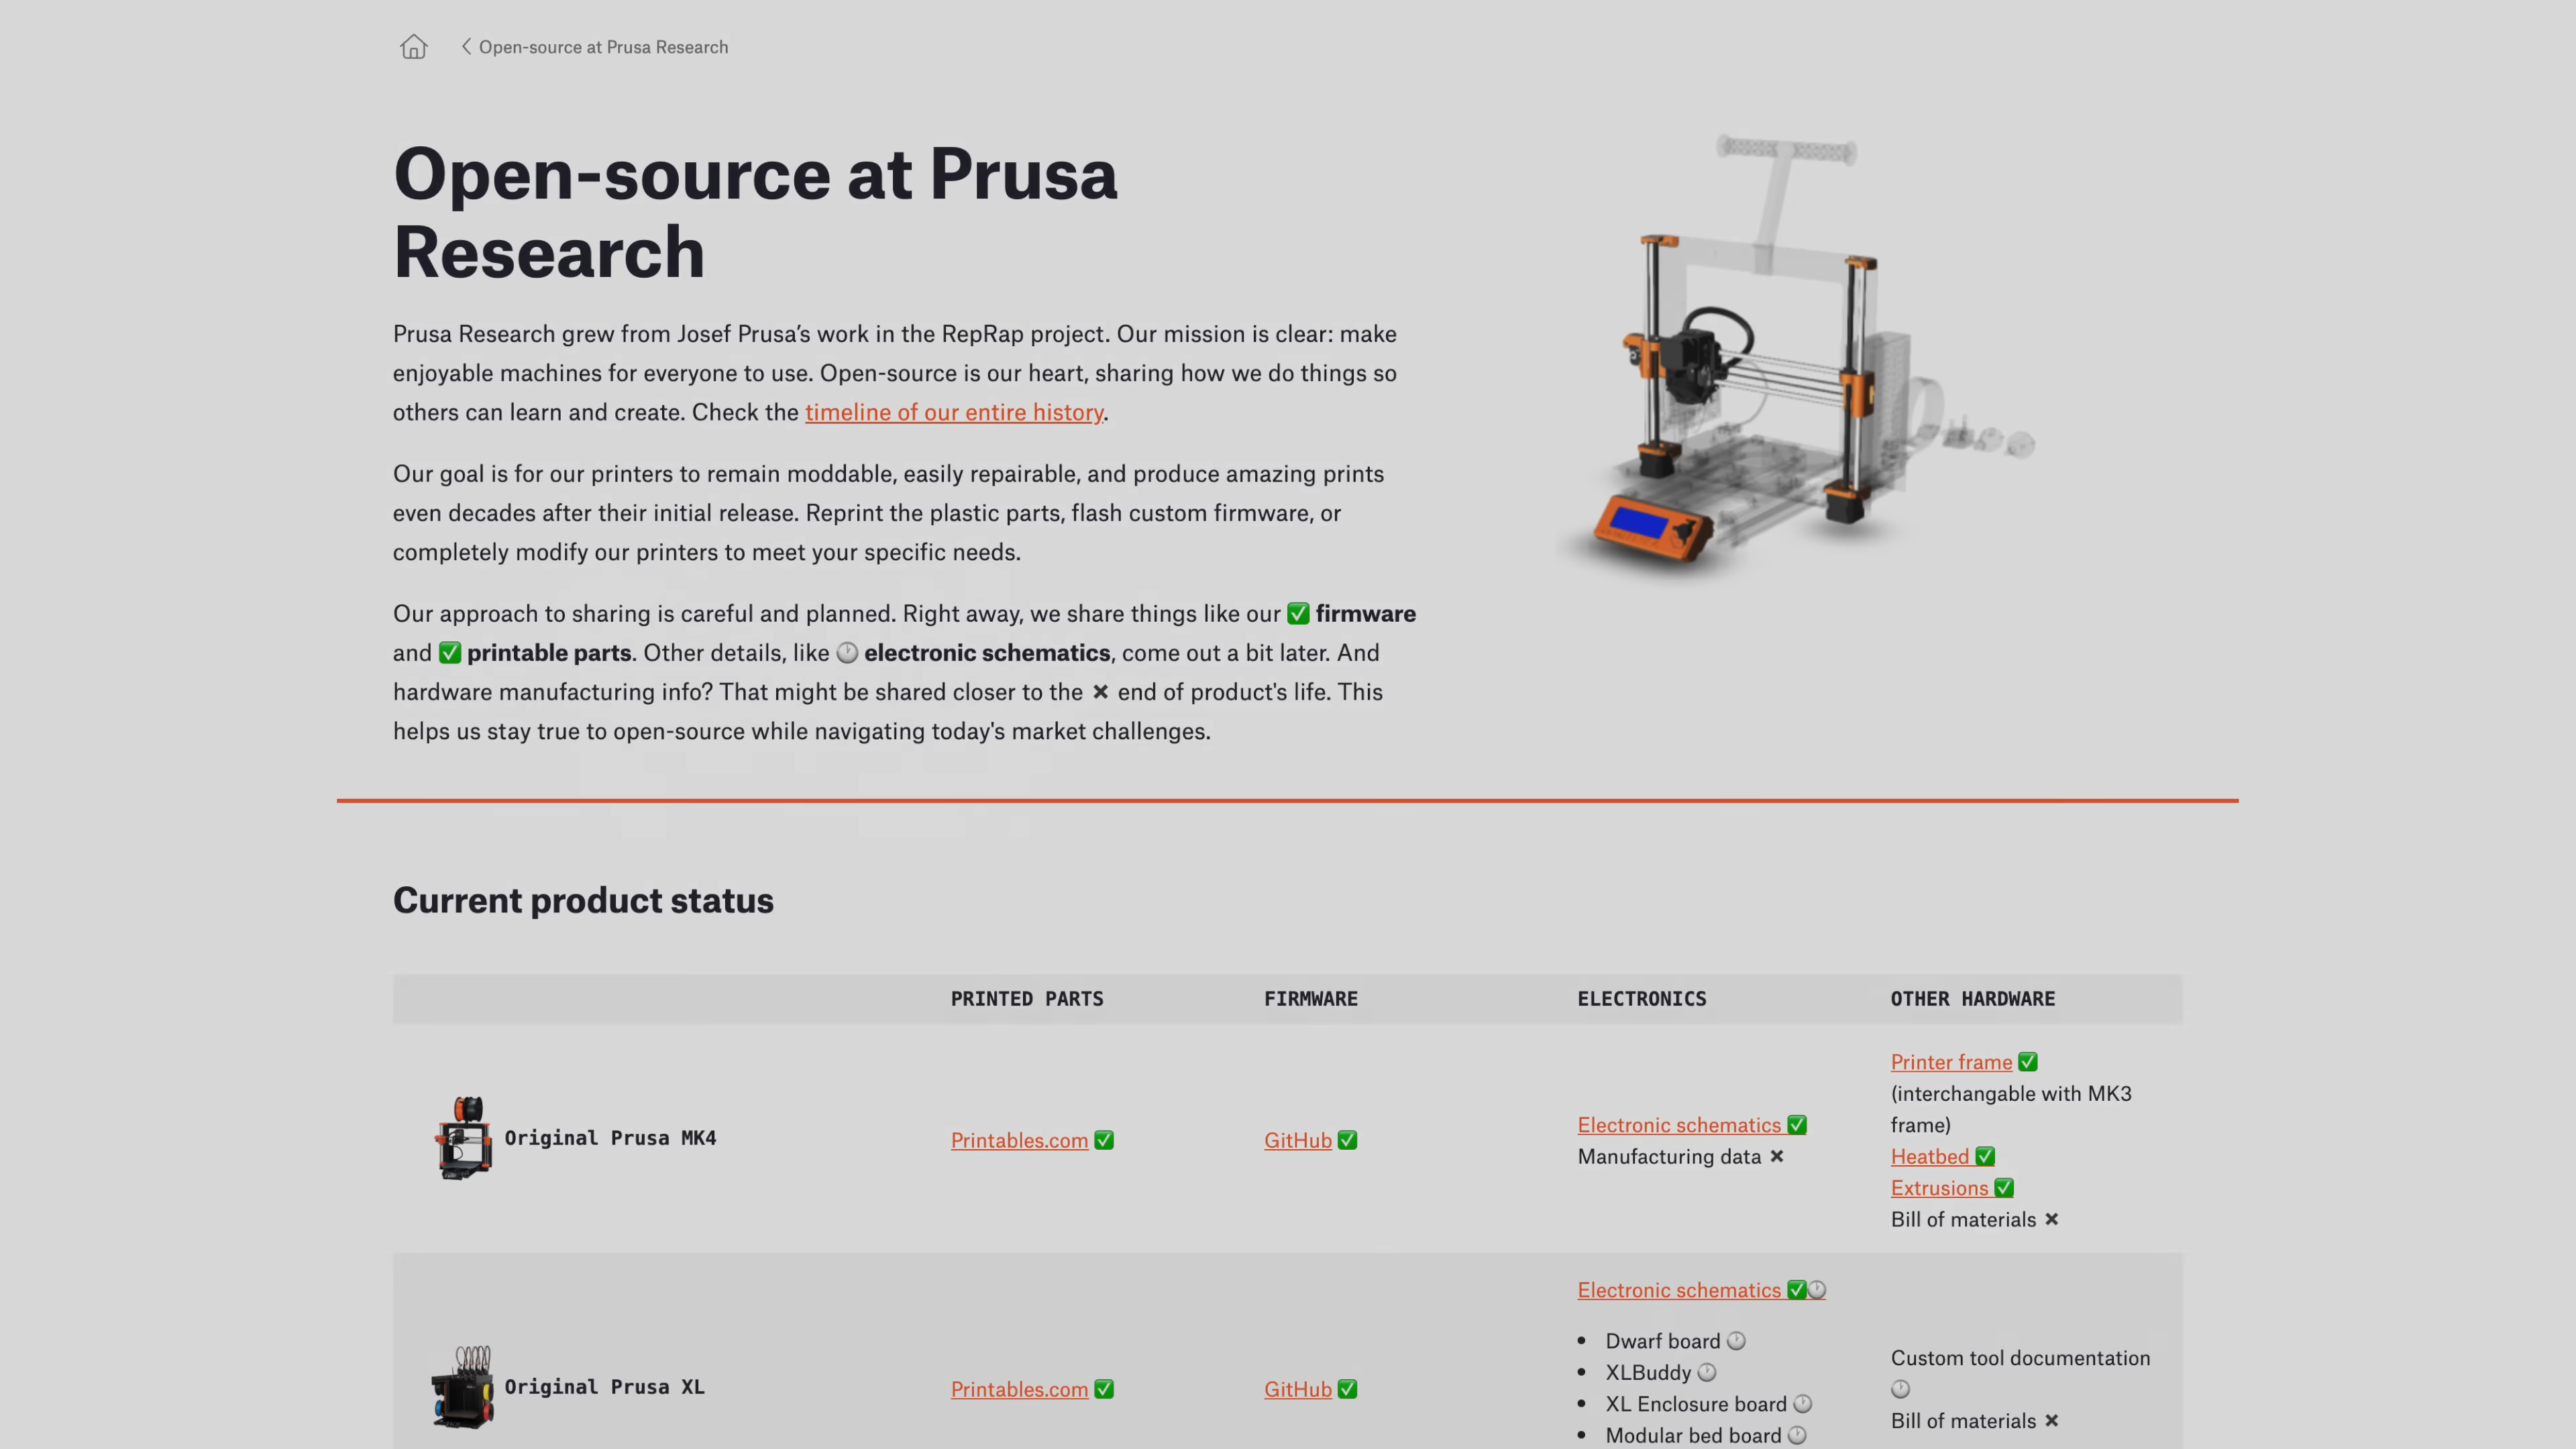 Open-source at Prusa Research
Open-source at Prusa
Research
Prusa Research grew from Josef Prusa’s work in the RepRap project. Our mission is clear: make
enjoyable machines for everyone to use. Open-source is our heart, sharing how we do things so
others can learn and create. Check the timeline of our entire history.
Our goal is for our printers to remain moddable, easily repairable, and produce amazing prints
even decades after their initial release. Reprint the plastic parts, flash custom firmware, or
completely modify our printers to meet your specific needs.
Our approach to sharing is careful and planned. Right away, we share things like our ✅ firmware
and ✅ printable parts. Other details, like 🕐 electronic schematics, come out a bit later. And
hardware manufacturing info? That might be shared closer to the ✖ end of product's life. This
helps us stay true to open-source while navigating today's market challenges.
Current product status
PRINTED PARTS FIRMWARE ELECTRONICS OTHER HARDWARE
Original Prusa MK4
Printables.com ✅
GitHub ✅
Electronic schematics ✅
Manufacturing data ✖
Printer frame ✅
(interchangable with MK3
frame)
Heatbed ✅
Extrusions ✅
Bill of materials ✖
Original Prusa XL
Printables.com ✅
GitHub ✅
Electronic schematics ✅🕐
• Dwarf board 🕐
• XLBuddy 🕐
• XL Enclosure board 🕐
• Modular bed board 🕐
Custom tool documentation
🕐
Bill of materials ✖